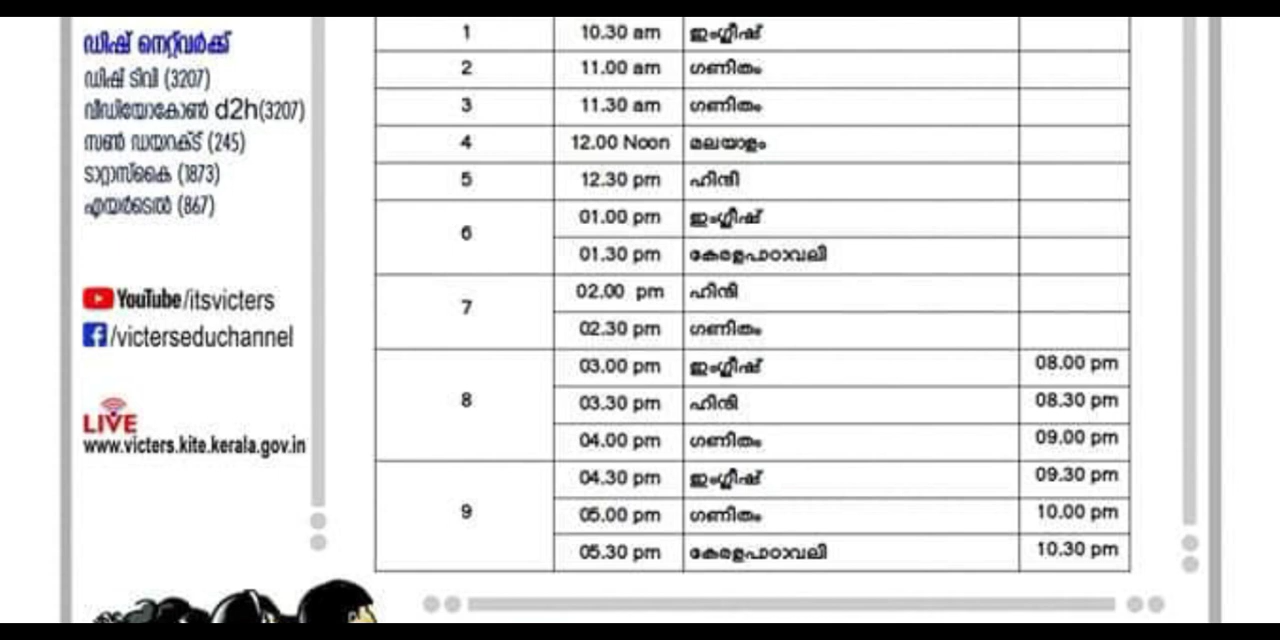 ഡിഷ് നെറ്റ്‌വർക്ക്
ഡിഷ് ടിവി (3207)
വീഡിയോകോൺ d2h(3207)
സൺ ഡയറക്ട് (245)
ടാറ്റാസ്കൈ (1873)
എയർടെൽ (867)
YouTube/itsvicters
/victerseduchannel
LIVE
www.victers.kite.kerala.gov.in
1 10.30 am ഇംഗ്ലീഷ്
2 11.00 am ഗണിതം
3 11.30 am ഗണിതം
4 12.00 Noon മലയാളം
5 12.30 pm ഹിന്ദി
6 01.00 pm ഇംഗ്ലീഷ്
01.30 pm കേരളപാഠാവലി
7 02.00 pm ഹിന്ദി
02.30 pm ഗണിതം
8 03.00 pm ഇംഗ്ലീഷ് 08.00 pm
03.30 pm ഹിന്ദി 08.30 pm
04.00 pm ഗണിതം 09.00 pm
9 04.30 pm ഇംഗ്ലീഷ് 09.30 pm
05.00 pm ഗണിതം 10.00 pm
05.30 pm കേരളപാഠാവലി 10.30 pm